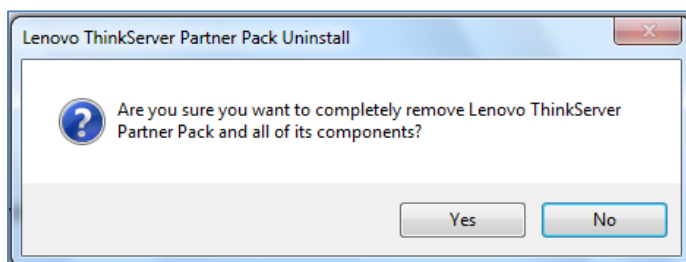 Lenovo ThinkServer Partner Pack Uninstall
Are you sure you want to completely remove Lenovo ThinkServer
Partner Pack and all of its components?
Yes
No